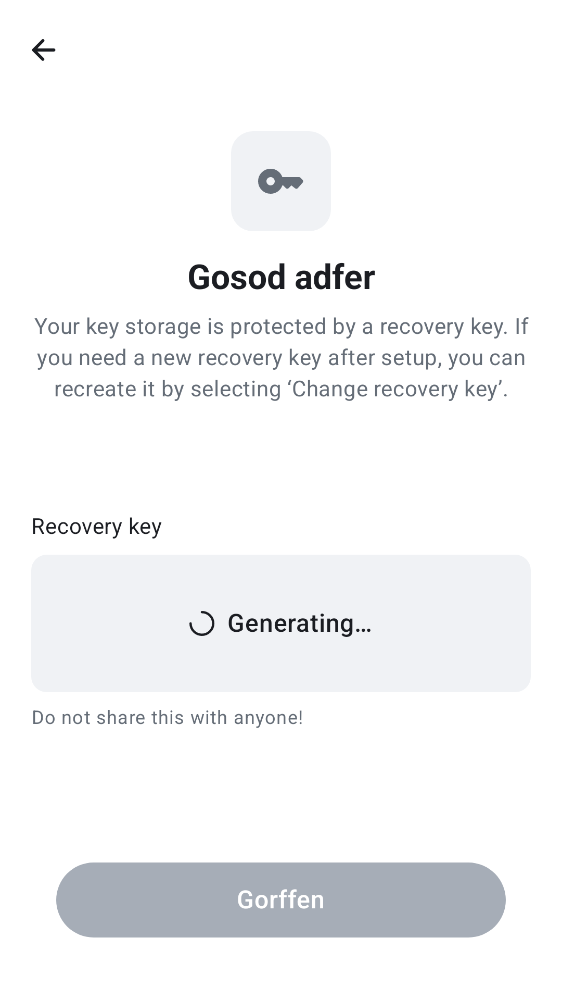 Gosod adfer
Your key storage is protected by a recovery key. If
you need a new recovery key after setup, you can
recreate it by selecting ‘Change recovery key’.
Recovery key
Generating…
Do not share this with anyone!
Gorffen